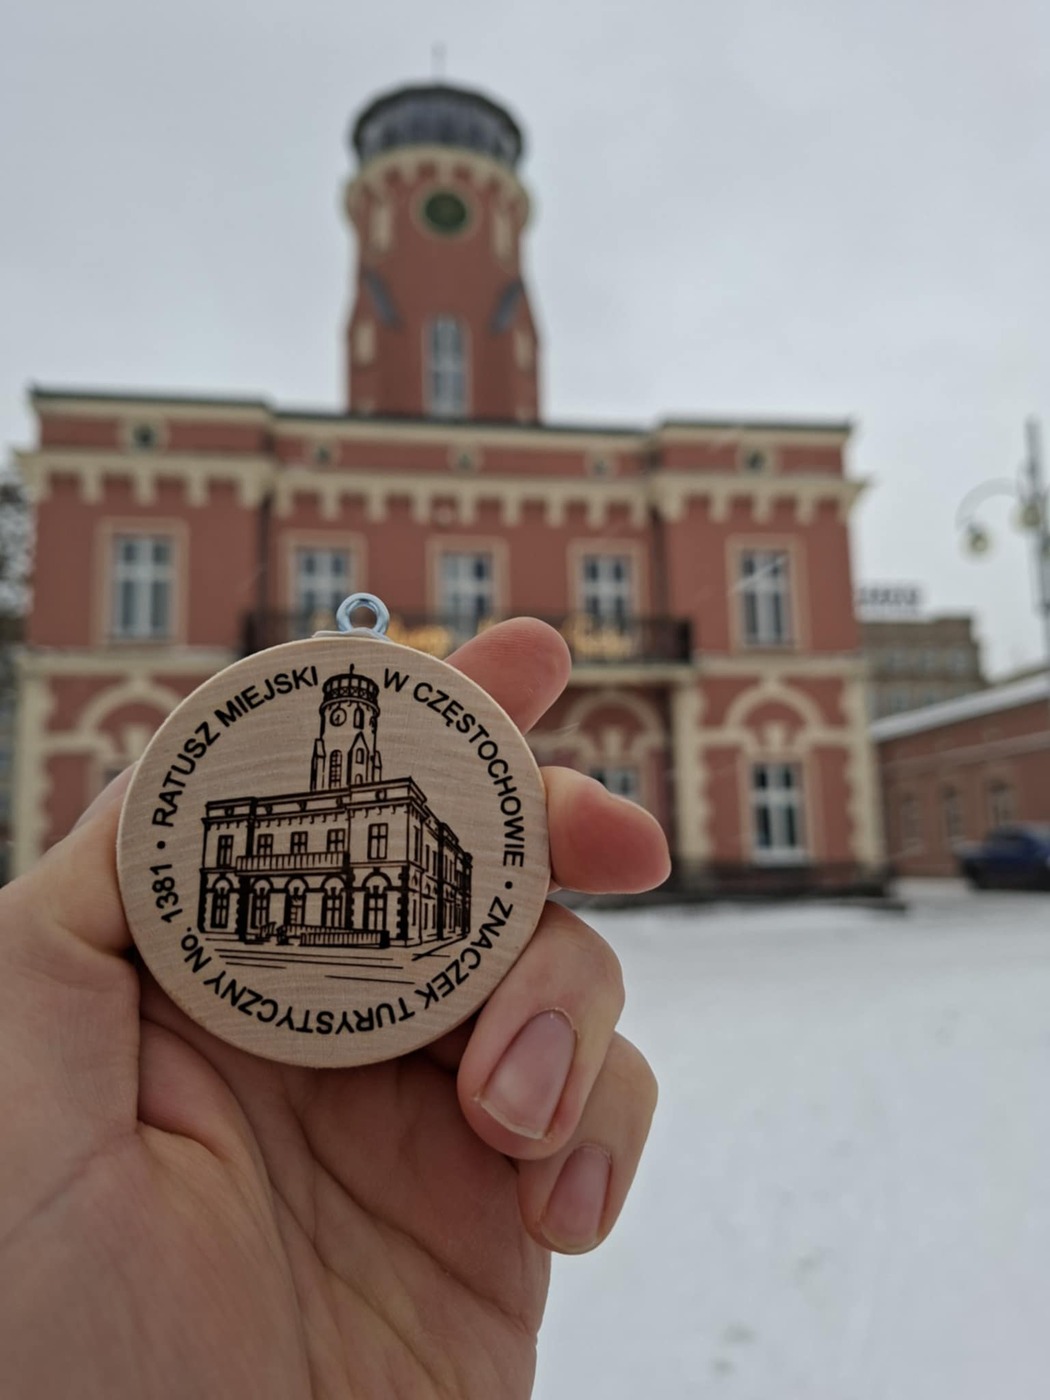 RATUSZ MIEJSKI W CZĘSTOCHOWIE • ZNACZEK TURYSTYCZNY No. 1381 •